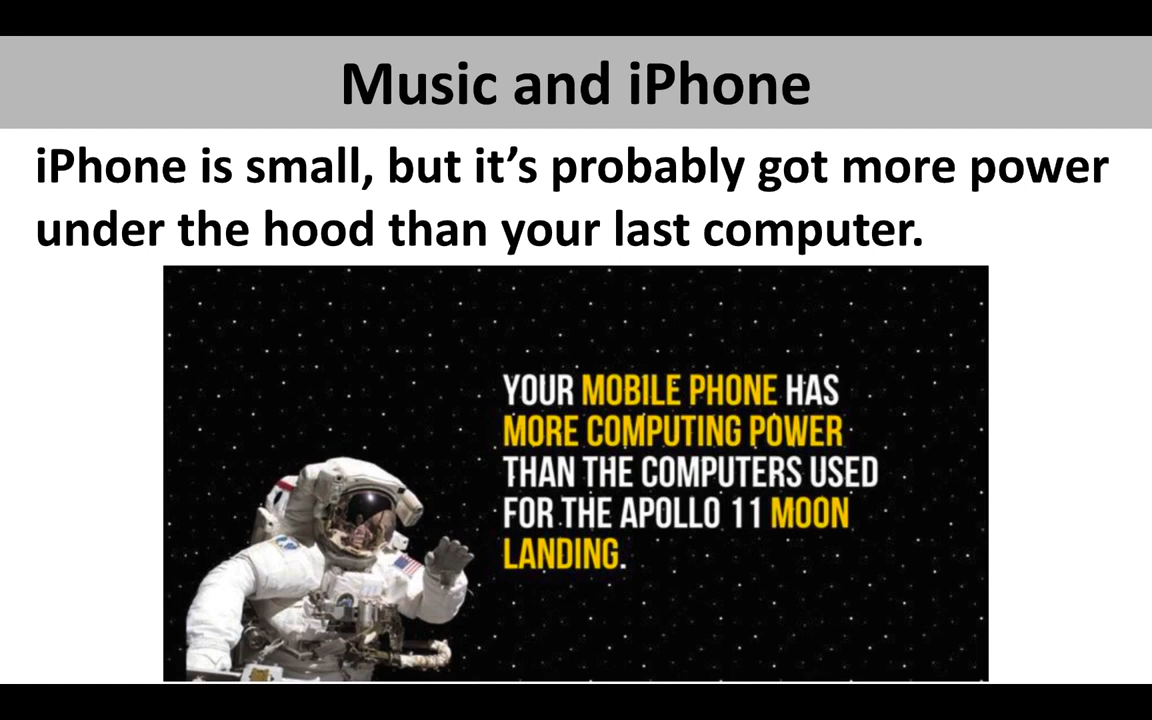 Music and iPhone
iPhone is small, but it’s probably got more power
under the hood than your last computer.
YOUR MOBILE PHONE HAS
MORE COMPUTING POWER
THAN THE COMPUTERS USED
FOR THE APOLLO 11 MOON
LANDING.